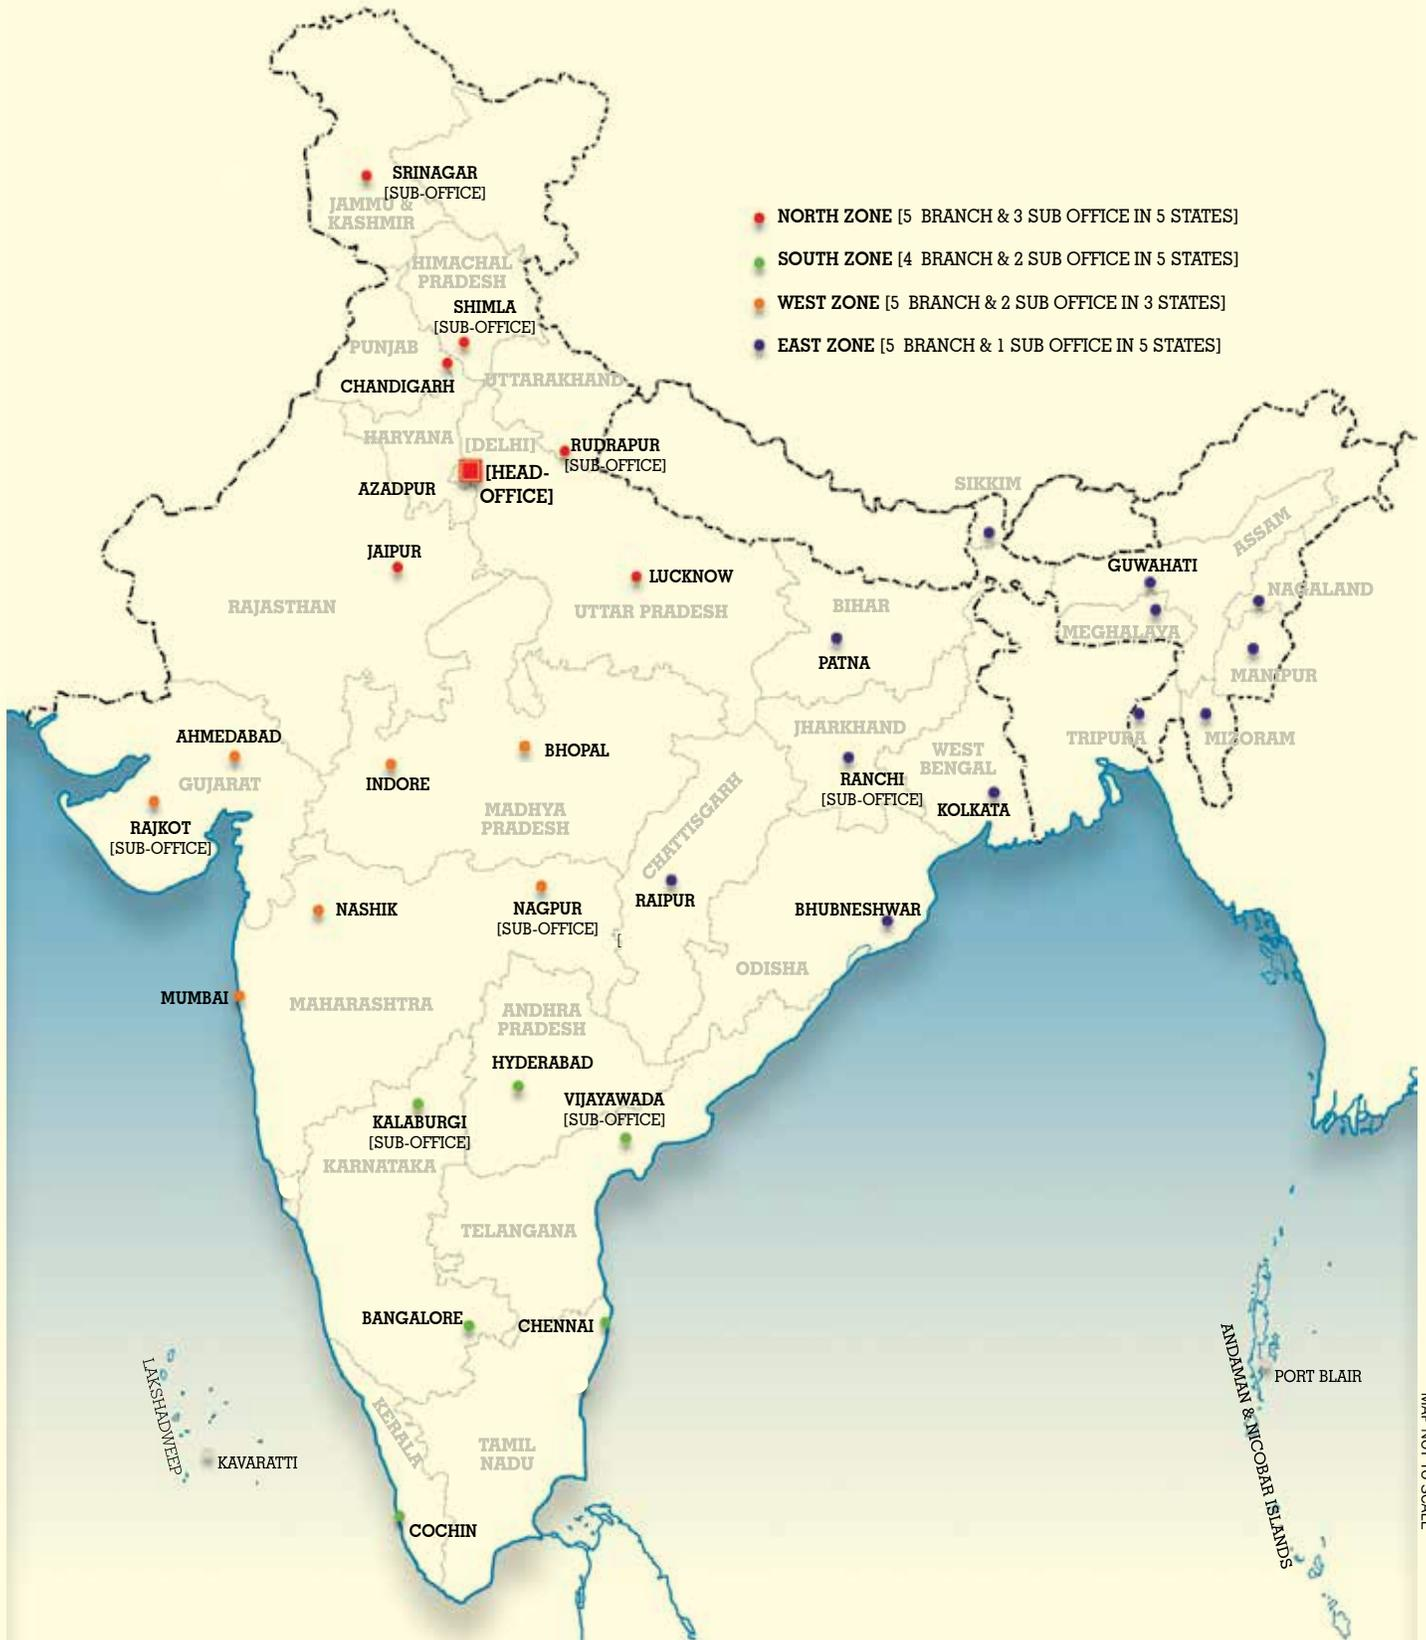 SRINAGAR
[SUB-OFFICE]
JAMMU &
KASHMIR
NORTH ZONE [5 BRANCH & 3 SUB OFFICE IN 5 STATES]
SOUTH ZONE [4 BRANCH & 2 SUB OFFICE IN 5 STATES]
WEST ZONE [5 BRANCH & 2 SUB OFFICE IN 3 STATES]
EAST ZONE [5 BRANCH & 1 SUB OFFICE IN 5 STATES]
HIMACHAL
PRADESH
SHIMLA
[SUB-OFFICE]
PUNJAB
CHANDIGARH
UTTARAKHAND
HARYANA
[DELHI]
RUDRAPUR
[SUB-OFFICE]
[HEAD-
OFFICE]
AZADPUR
SIKKIM
ASSAM
JAIPUR
LUCKNOW
GUWAHATI
NAGALAND
RAJASTHAN
UTTAR PRADESH
BIHAR
MEGHALAYA
PATNA
MANIPUR
AHMEDABAD
GUJARAT
INDORE
BHOPAL
JHARKHAND
WEST
BENGAL
TRIPURA
MIZORAM
RANCHI
[SUB-OFFICE]
KOLKATA
RAJKOT
[SUB-OFFICE]
MADHYA
PRADESH
CHATTISGARH
NASHIK
NAGPUR
[SUB-OFFICE]
[
RAIPUR
BHUBNESHWAR
ODISHA
MUMBAI
MAHARASHTRA
ANDHRA
PRADESH
HYDERABAD
VIJAYAWADA
[SUB-OFFICE]
KALABURGI
[SUB-OFFICE]
KARNATAKA
TELANGANA
BANGALORE
CHENNAI
LAKSHADWEEP
KAVARATTI
KERALA
TAMIL
NADU
COCHIN
ANDAMAN & NICOBAR ISLANDS
PORT BLAIR
MAP NOT TO SCALE